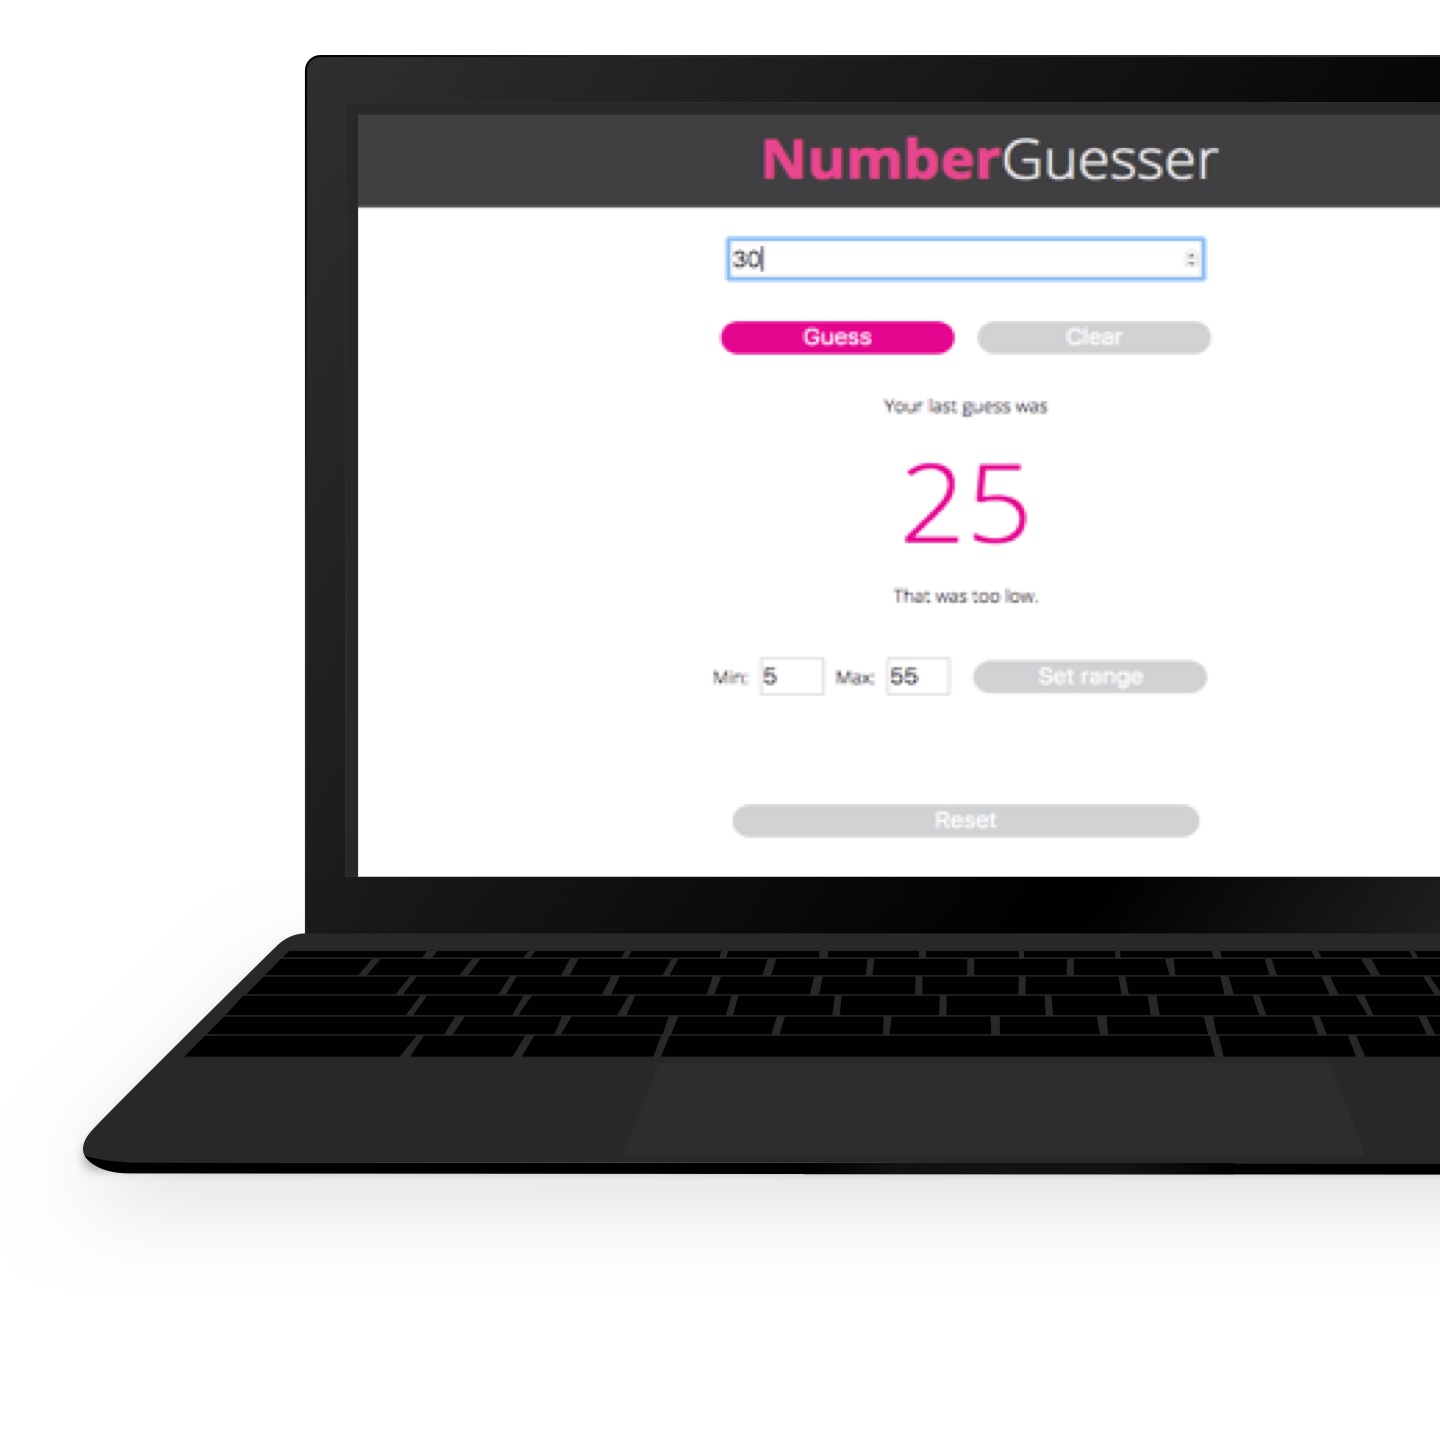 NumberGuesser
30
Guess Clear
Your last guess was
25
That was too low.
Min: 5 Max: 55 Set range
Reset